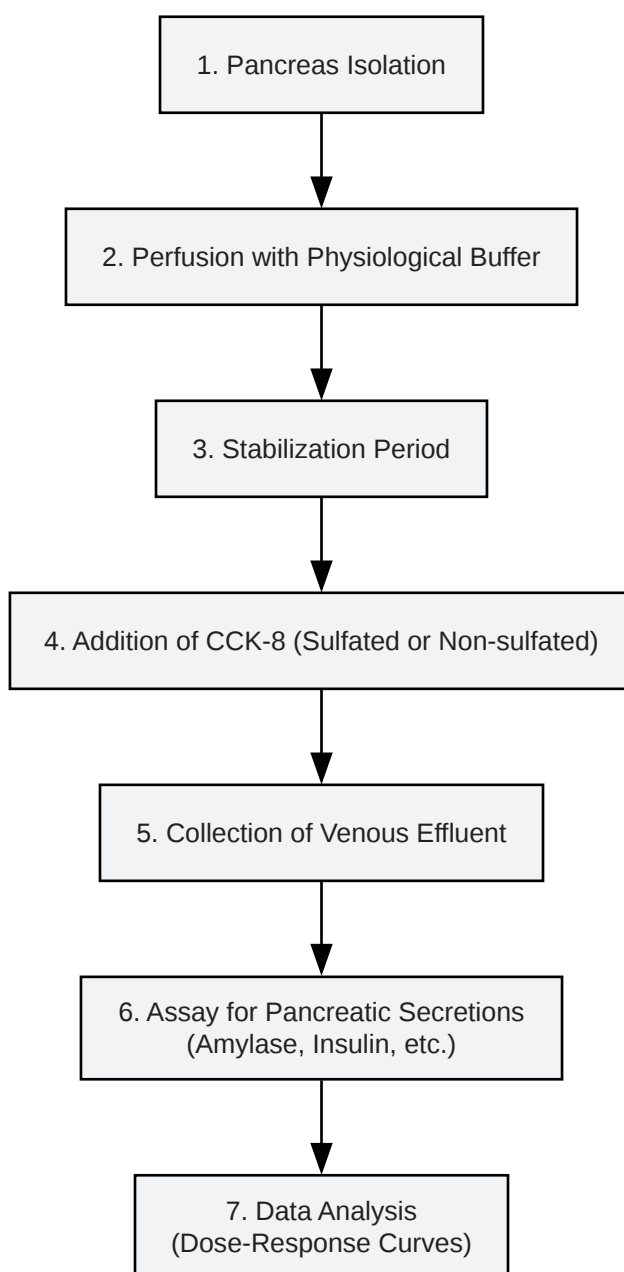 1. Pancreas Isolation
2. Perfusion with Physiological Buffer
3. Stabilization Period
4. Addition of CCK-8 (Sulfated or Non-sulfated)
5. Collection of Venous Effluent
6. Assay for Pancreatic Secretions
(Amylase, Insulin, etc.)
7. Data Analysis
(Dose-Response Curves)